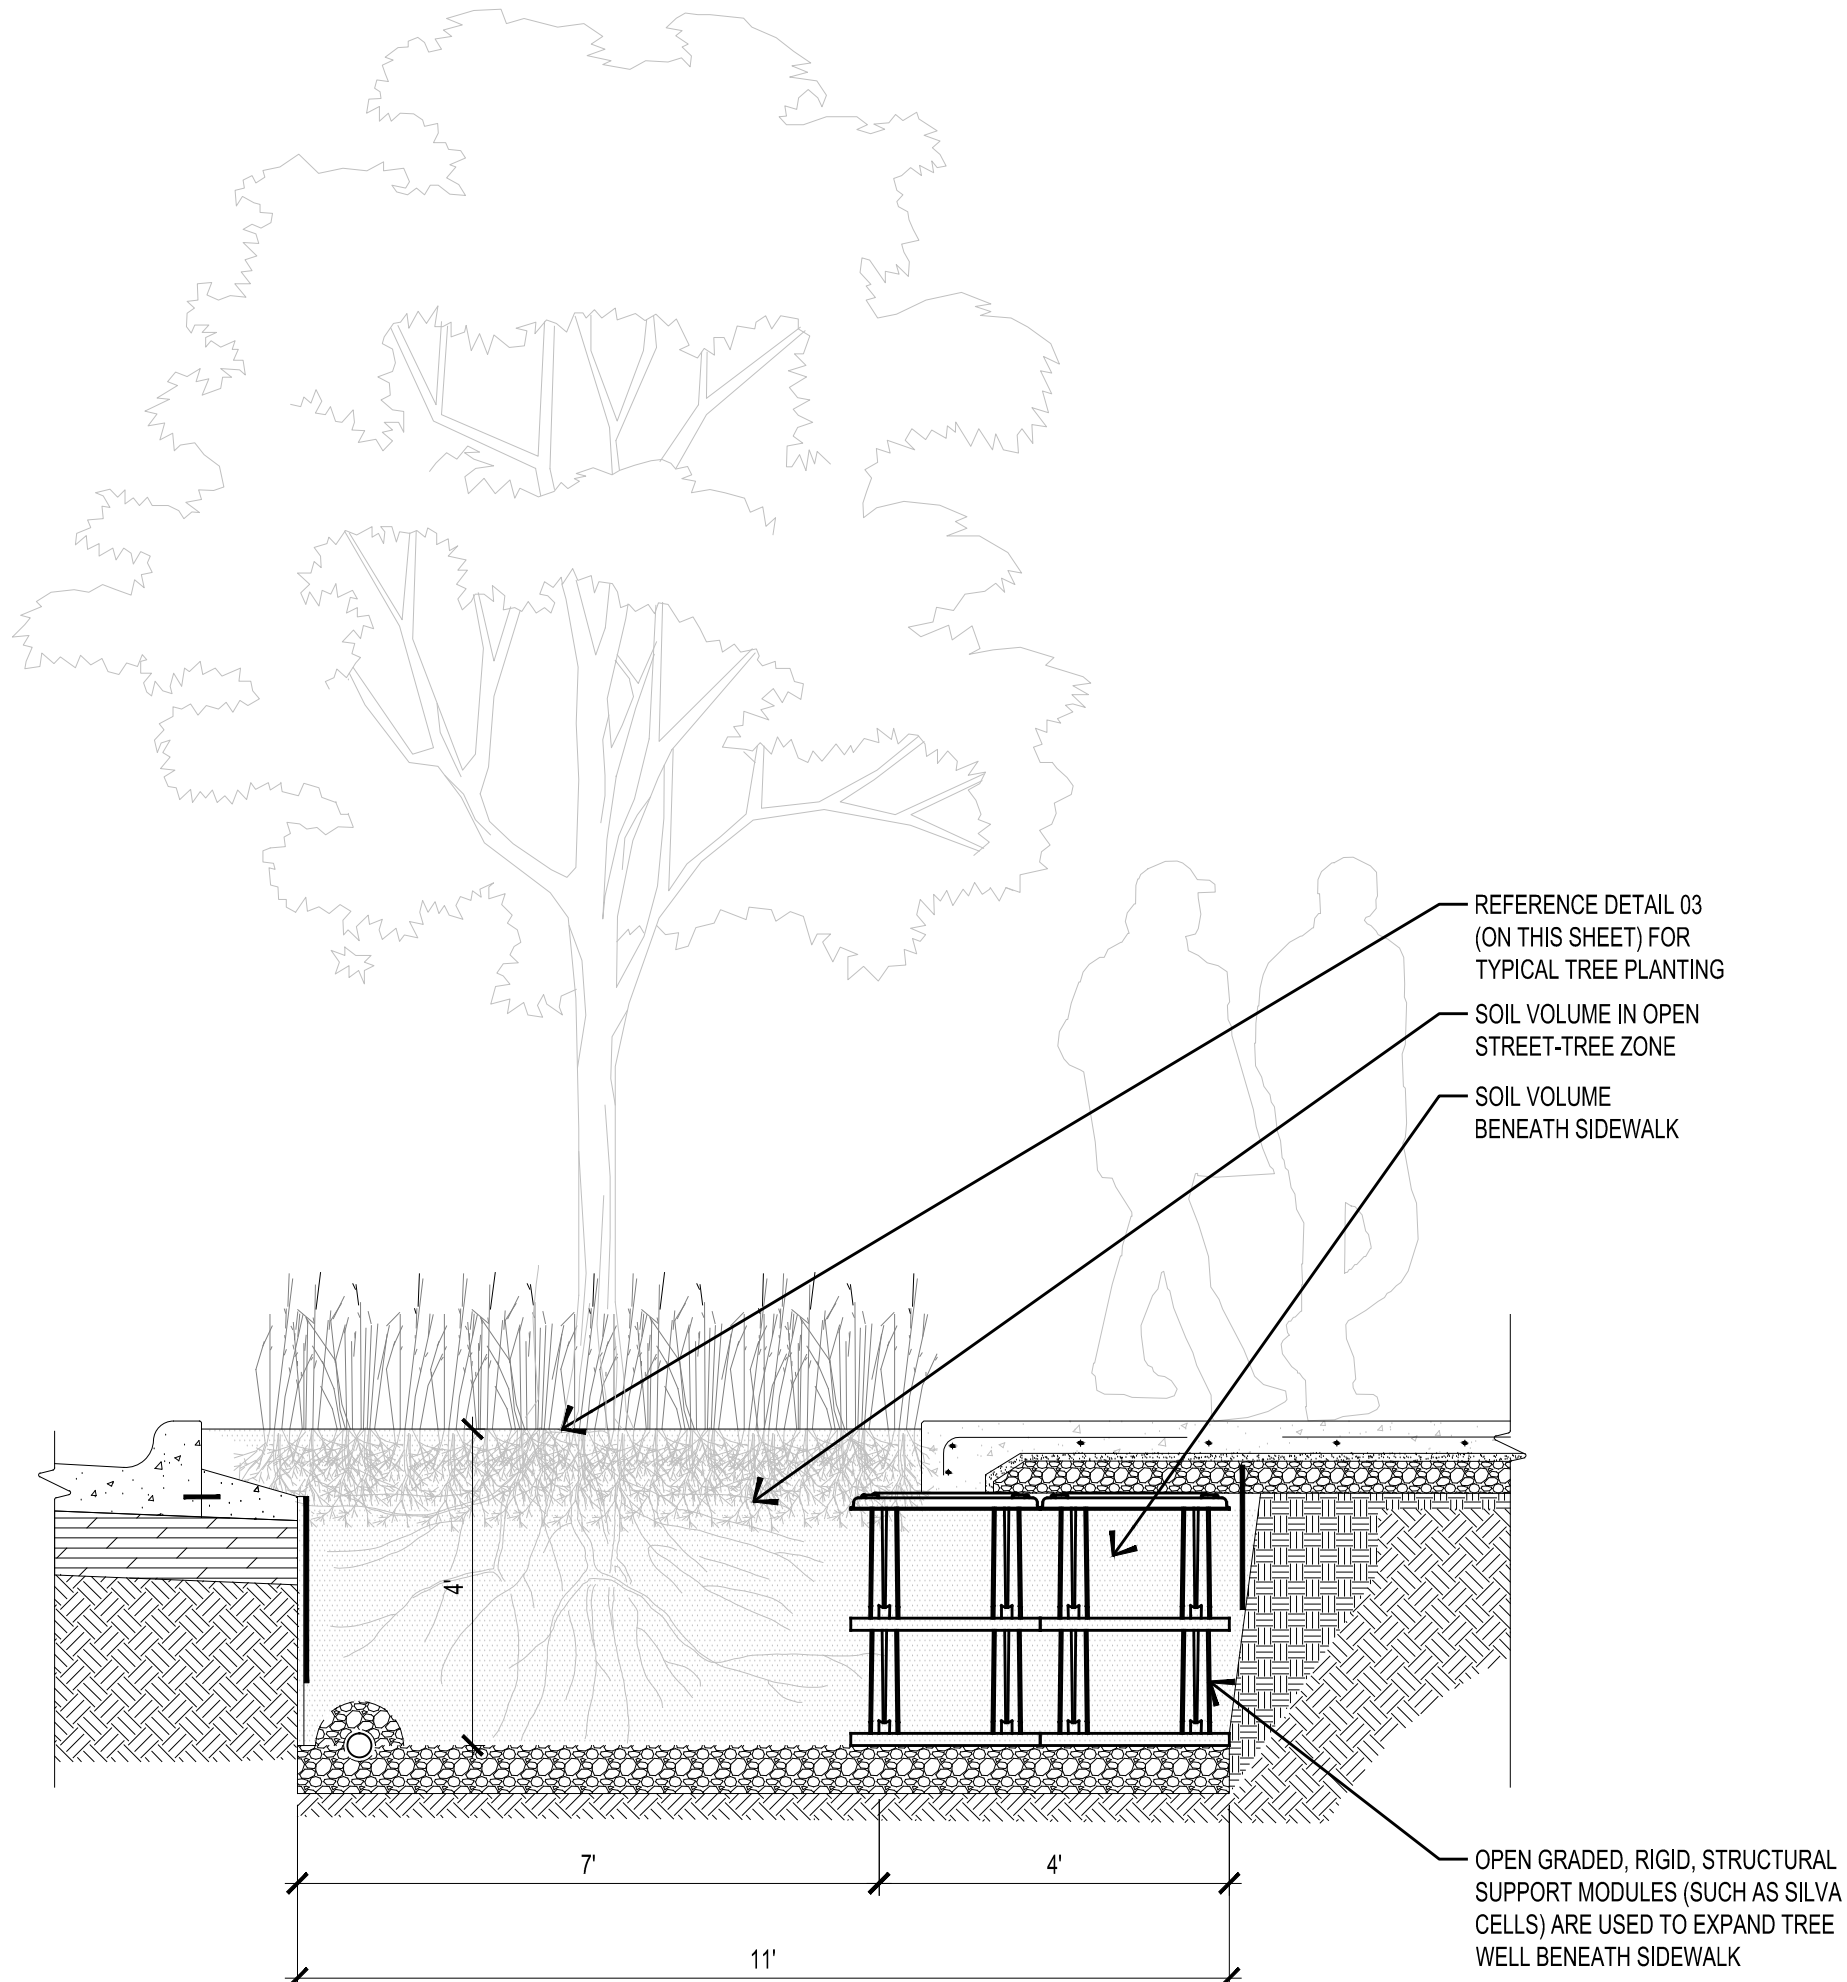 REFERENCE DETAIL 03
(ON THIS SHEET) FOR
TYPICAL TREE PLANTING
SOIL VOLUME IN OPEN
STREET-TREE ZONE
SOIL VOLUME
BENEATH SIDEWALK
4'
7'
4'
11'
OPEN GRADED, RIGID, STRUCTURAL
SUPPORT MODULES (SUCH AS SILVA
CELLS) ARE USED TO EXPAND TREE
WELL BENEATH SIDEWALK